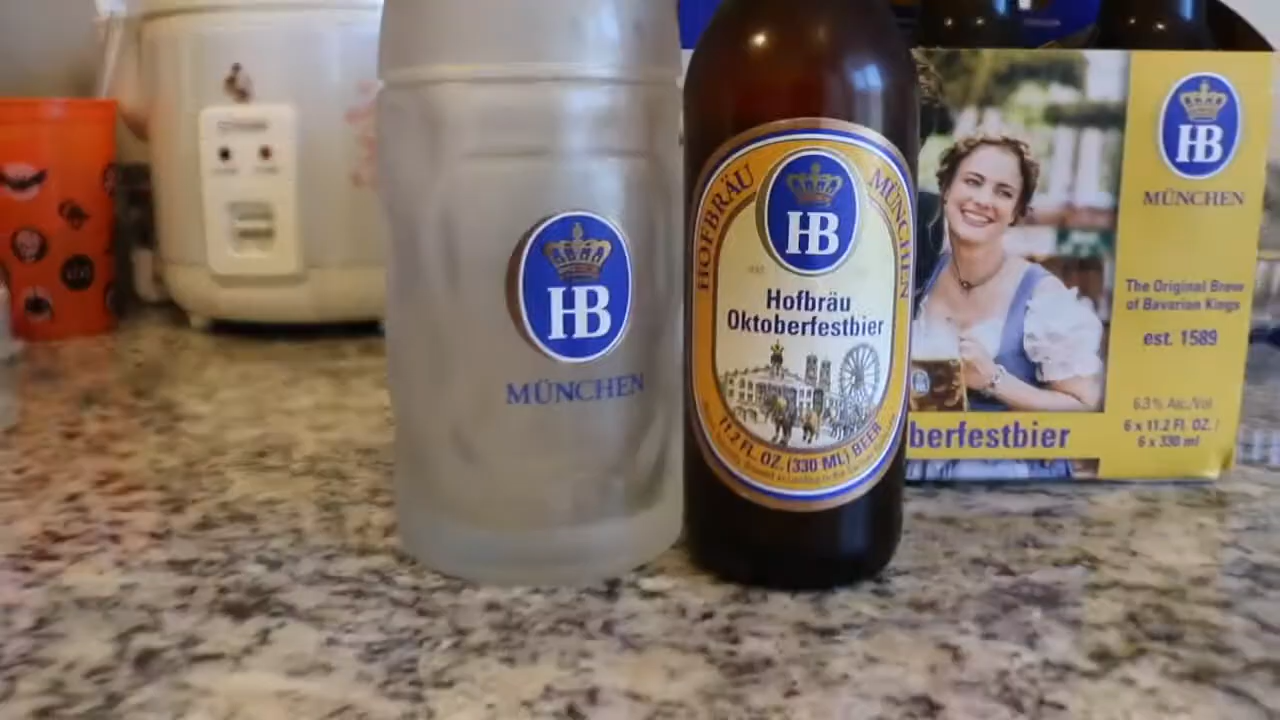 HB
MÜNCHEN
HOFBRÄU
MÜNCHEN
HB
Hofbräu
Oktoberfestbier
11.2 FL. OZ. (330 ML) BEER
HB
MÜNCHEN
The Original Brew
of Bavarian Kings
est. 1589
6.3% Alc./Vol
6 x 11.2 FL. OZ. /
6 x 330 ml
berfestbier